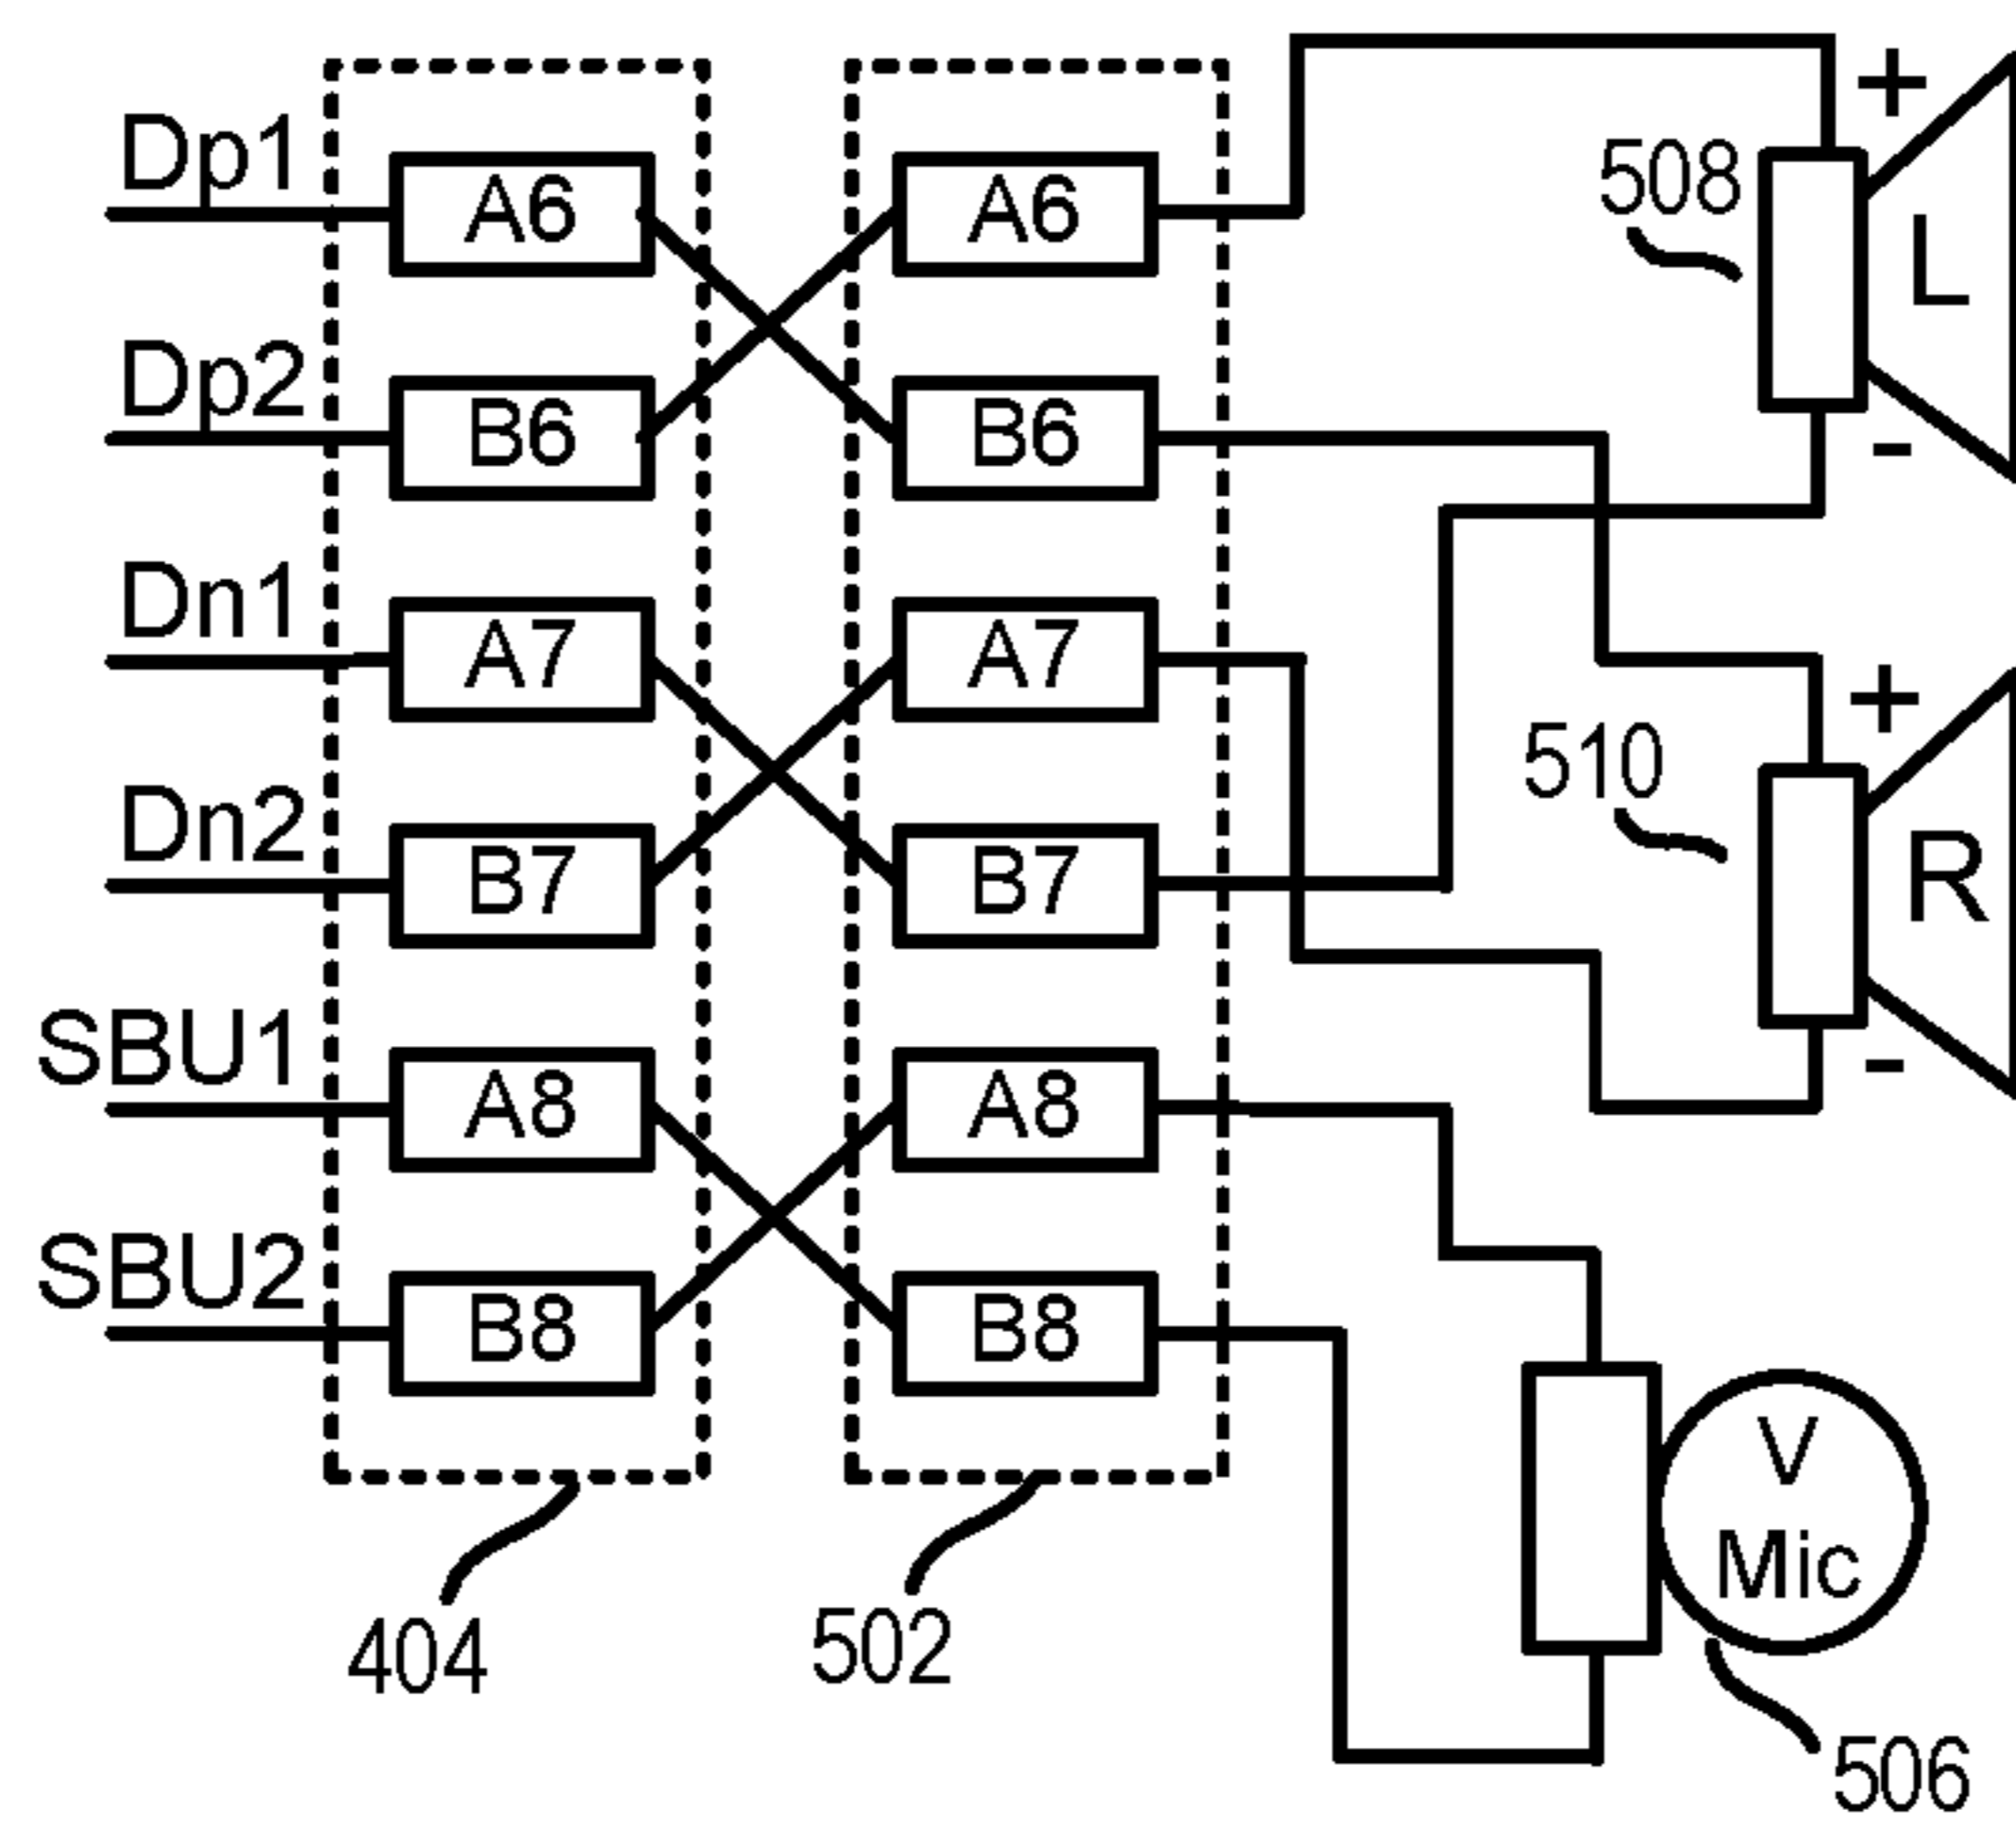 Dp1
A6
A6
+
508
L
Dp2
B6
B6
-
Dn1
A7
A7
+
510
Dn2
B7
B7
R
SBU1
A8
A8
-
SBU2
B8
B8
V
Mic
404
502
506